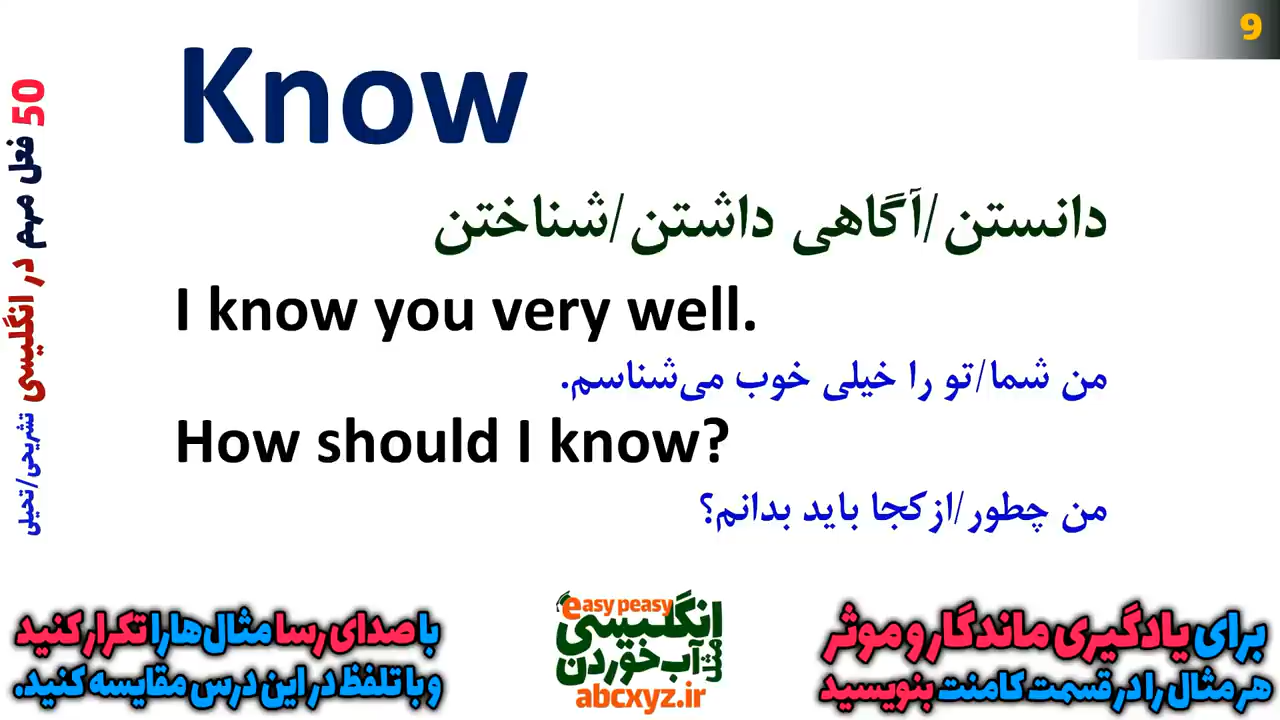 9
Know
دانستن/آگاهی داشتن/شناختن
I know you very well.
من شما/تو را خیلی خوب می‌شناسم.
How should I know?
من چطور/از کجا باید بدانم؟
50 فعل مهم در انگلیسی تشریحی/تحیلی
برای یادگیری ماندگار و موثر
هر مثال را در قسمت کامنت بنویسید
easy peasy
انگلیسی
مثل آب خوردن
abcxyz.ir
با صدای رسا مثال‌ها را تکرار کنید
و با تلفظ در این درس مقایسه کنید.